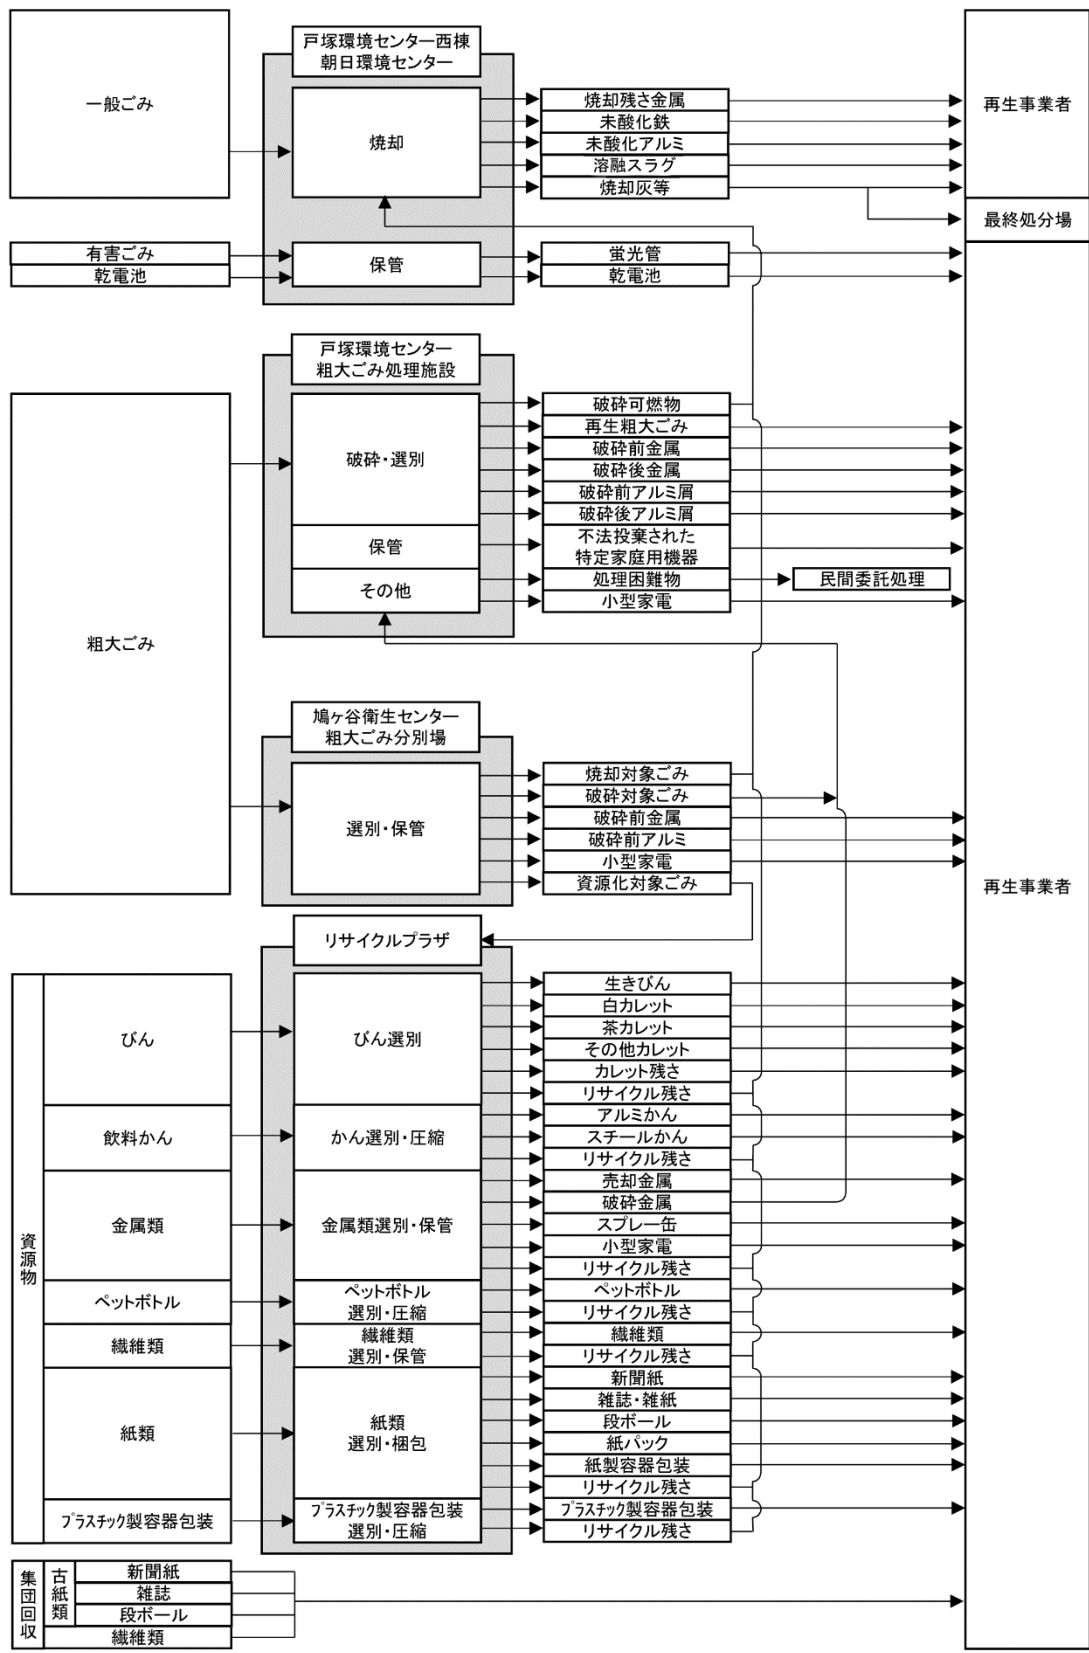 一般ごみ
戸塚環境センター西棟
朝日環境センター
焼却
焼却残さ金属
未酸化鉄
未酸化アルミ
溶融スラグ
焼却灰等
再生事業者
最終処分場
有害ごみ
乾電池
保管
蛍光管
乾電池
戸塚環境センター
粗大ごみ処理施設
粗大ごみ
破砕・選別
保管
その他
破砕可燃物
再生粗大ごみ
破砕前金属
破砕後金属
破砕前アルミ屑
破砕後アルミ屑
不法投棄された
特定家庭用機器
処理困難物
小型家電
民間委託処理
鳩ヶ谷衛生センター
粗大ごみ分別場
選別・保管
焼却対象ごみ
破砕対象ごみ
破砕前金属
破砕前アルミ
小型家電
資源化対象ごみ
再生事業者
リサイクルプラザ
資源物
びん
びん選別
生きびん
白カレット
茶カレット
その他カレット
カレット残さ
リサイクル残さ
飲料かん
かん選別・圧縮
アルミかん
スチールかん
リサイクル残さ
金属類
金属類選別・保管
売却金属
破砕金属
スプレー缶
小型家電
リサイクル残さ
ペットボトル
ペットボトル
選別・圧縮
ペットボトル
リサイクル残さ
繊維類
繊維類
選別・保管
繊維類
リサイクル残さ
紙類
紙類
選別・梱包
新聞紙
雑誌・雑紙
段ボール
紙パック
紙製容器包装
リサイクル残さ
プラスチック製容器包装
プラスチック製容器包装
選別・圧縮
プラスチック製容器包装
リサイクル残さ
集団回収
古紙類
新聞紙
雑誌
段ボール
繊維類